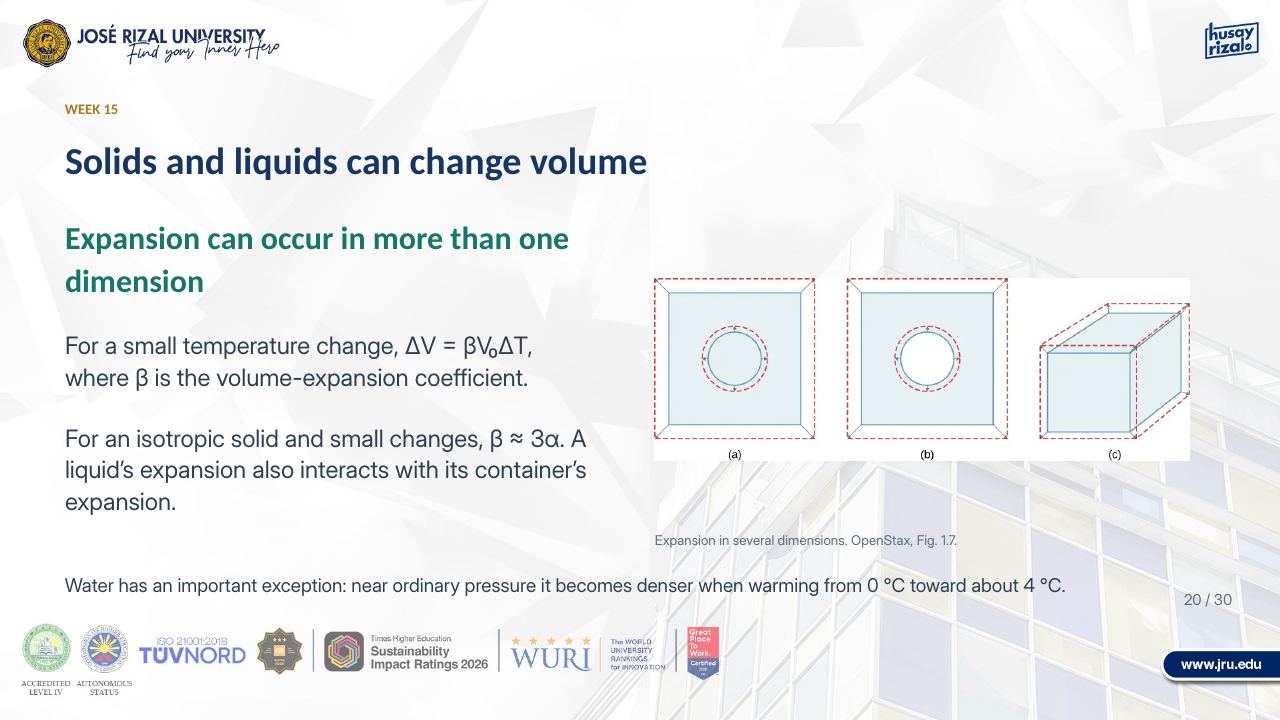 JOSÉ RIZAL UNIVERSITY
Find your Inner Hero
husay
rizal
WEEK 15
Solids and liquids can change volume
Expansion can occur in more than one
dimension
For a small temperature change, ΔV = βV₀ΔT,
where β is the volume-expansion coefficient.
For an isotropic solid and small changes, β ≈ 3α. A
liquid’s expansion also interacts with its container’s
expansion.
(a) (b) (c)
Expansion in several dimensions. OpenStax, Fig. 1.7.
Water has an important exception: near ordinary pressure it becomes denser when warming from 0 °C toward about 4 °C.
20 / 30
ACCREDITED
LEVEL IV
AUTONOMOUS
STATUS
ISO 21001:2018
TÜVNORD
Times Higher Education
Sustainability
Impact Ratings 2026
WURI
The WORLD
UNIVERSITY
RANKINGS
for INNOVATION
Great
Place
To
Work.
Certified
www.jru.edu